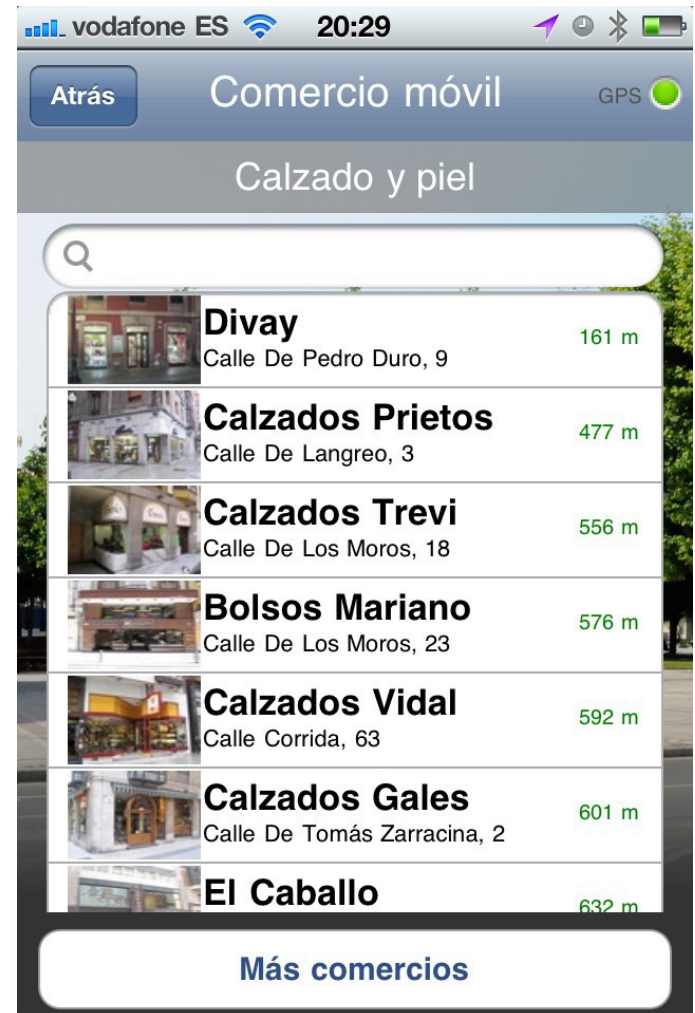 vodafone ES 20:29
Atrás Comercio móvil GPS
Calzado y piel
Divay
161 m
Calle De Pedro Duro, 9
Calzados Prietos
477 m
Calle De Langreo, 3
Calzados Trevi
556 m
Calle De Los Moros, 18
Bolsos Mariano
576 m
Calle De Los Moros, 23
Calzados Vidal
592 m
Calle Corrida, 63
Calzados Gales
601 m
Calle De Tomás Zarracina, 2
El Caballo
632 m
Más comercios